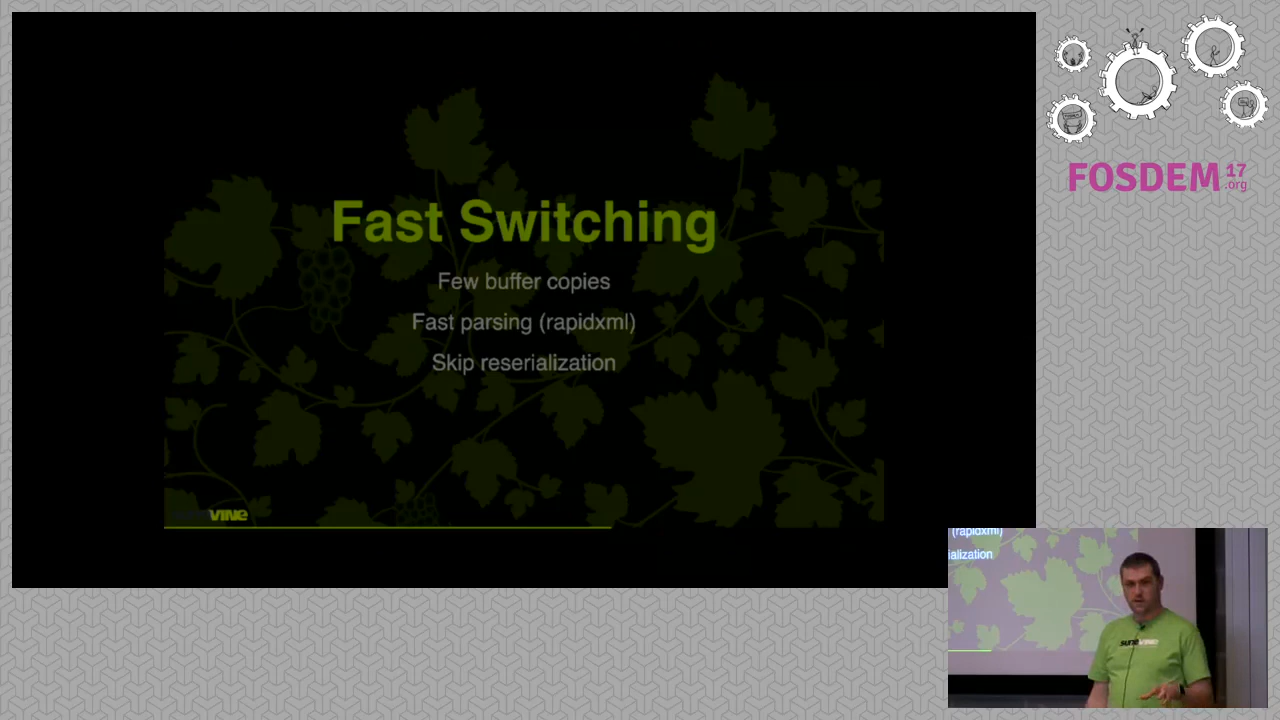 Fast Switching
Few buffer copies
Fast parsing (rapidxml)
Skip reserialization
VINE
FOSDEM 17
.org
(rapidxml)
ialization